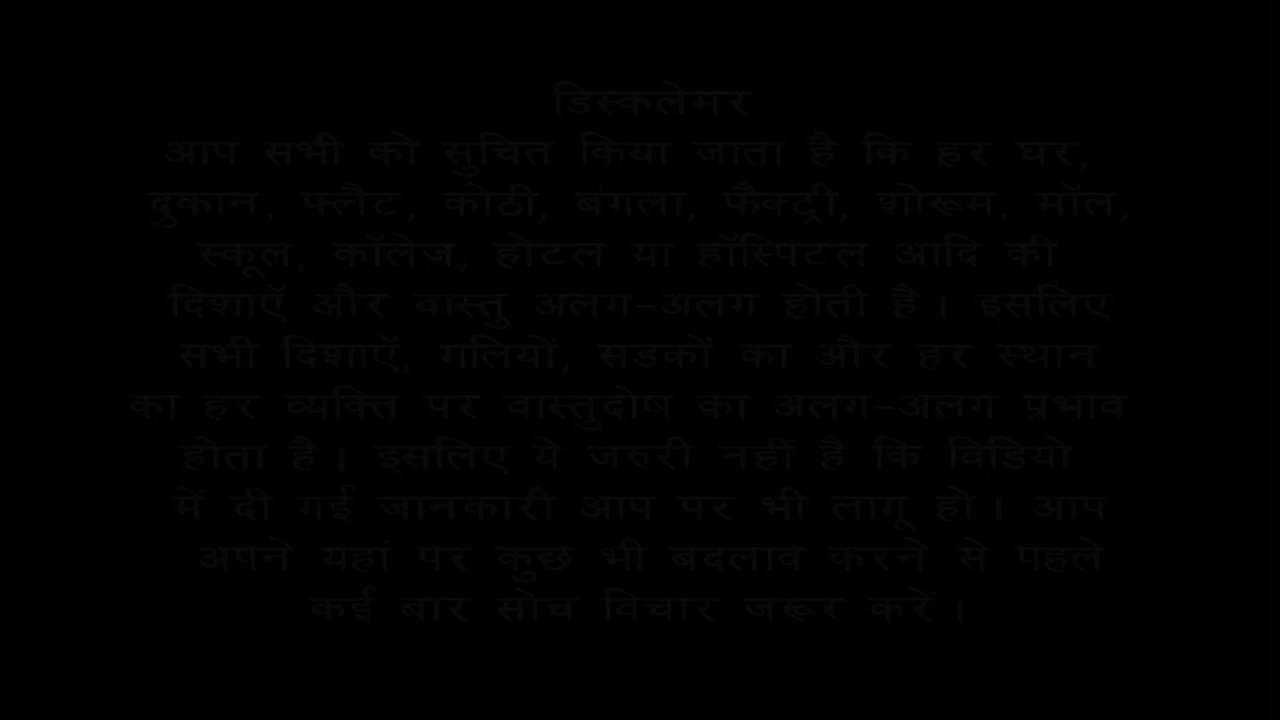 डिस्कलेमर
आप सभी को सुचित किया जाता है कि हर घर,
दुकान, फ्लैट, कोठी, बंगला, फैक्ट्री, शोरूम, मॉल,
स्कूल, कॉलेज, होटल या हॉस्पिटल आदि की
दिशाएँ और वास्तु अलग-अलग होती है। इसलिए
सभी दिशाएँ, गलियों, सडकों का और हर स्थान
का हर व्यक्ति पर वास्तुदोष का अलग-अलग प्रभाव
होता है। इसलिए ये जरुरी नहीं है कि विडियो
में दी गई जानकारी आप पर भी लागू हो। आप
अपने यहां पर कुछ भी बदलाव करने से पहले
कई बार सोच विचार जरूर करें।